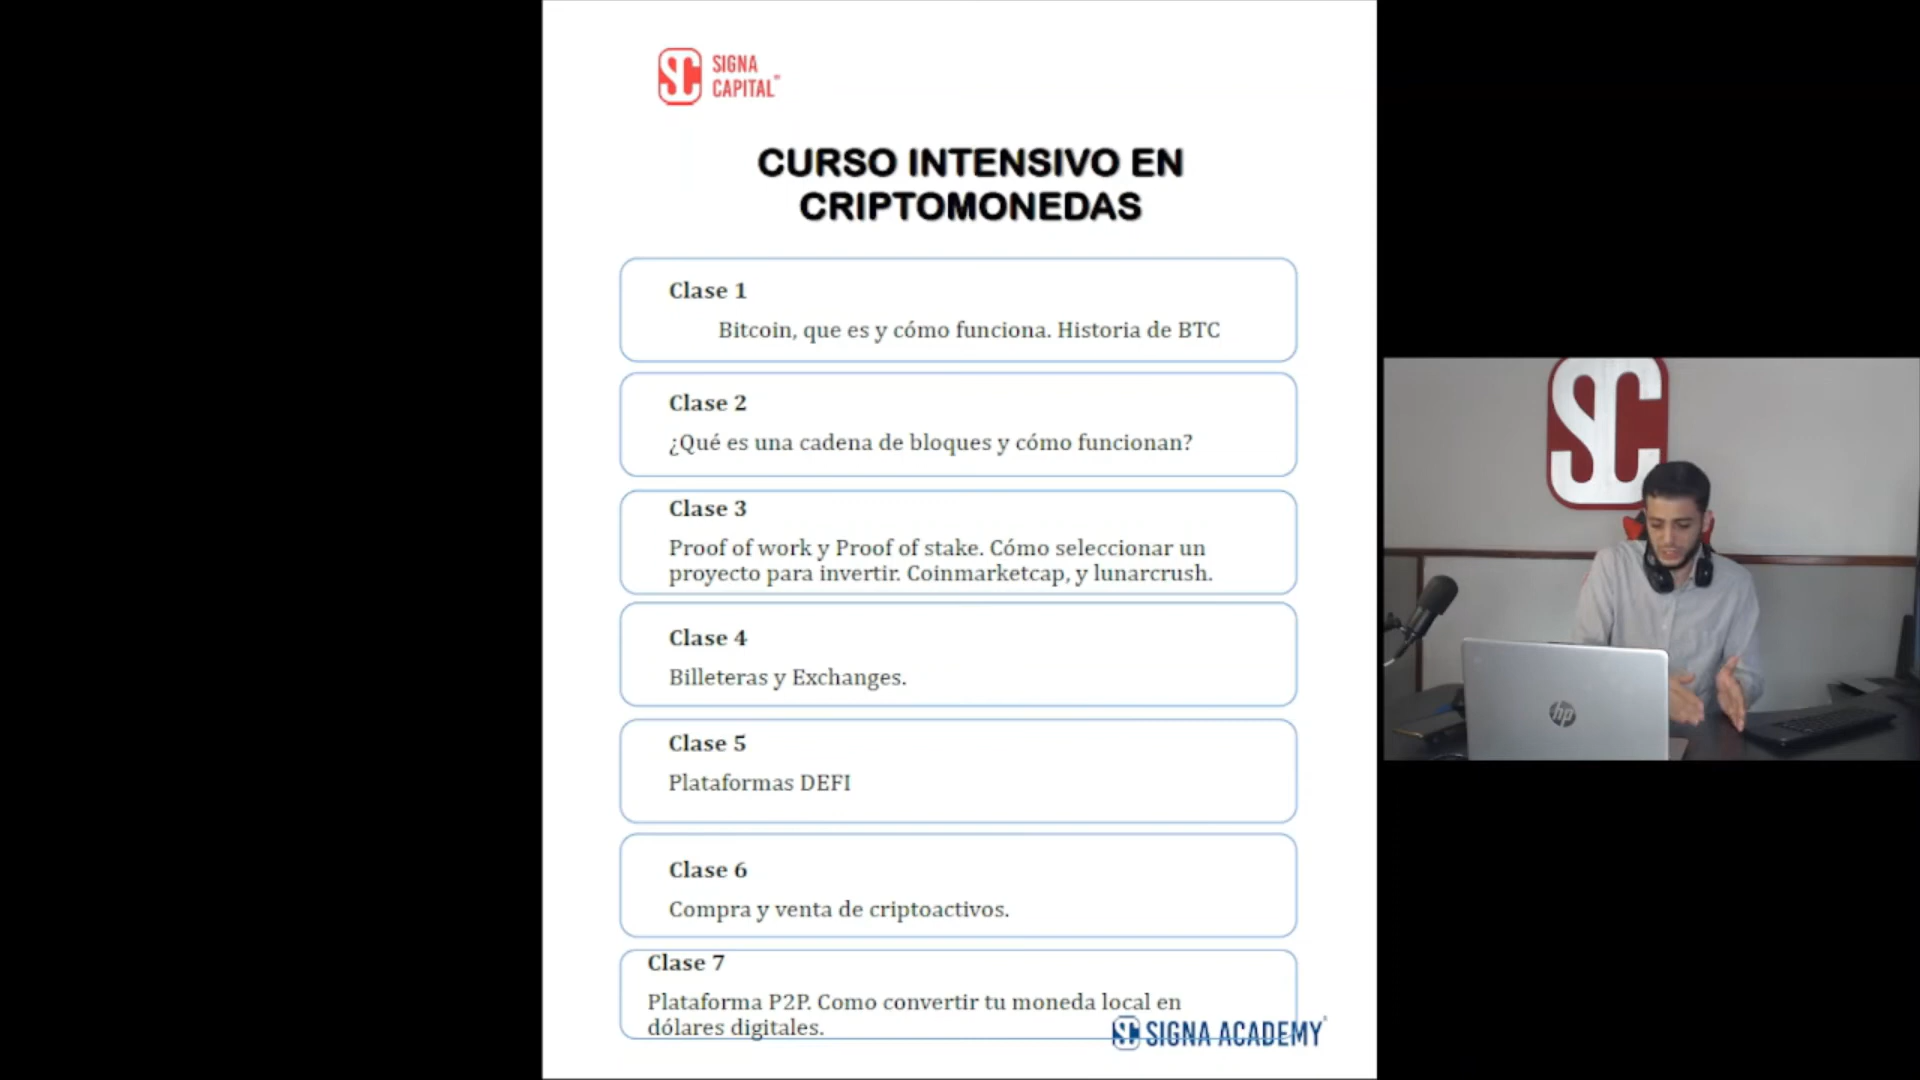 SIGNA
CAPITAL
CURSO INTENSIVO EN
CRIPTOMONEDAS
Clase 1
Bitcoin, que es y cómo funciona. Historia de BTC
Clase 2
¿Qué es una cadena de bloques y cómo funcionan?
Clase 3
Proof of work y Proof of stake. Cómo seleccionar un
proyecto para invertir. Coinmarketcap, y lunarcrush.
Clase 4
Billeteras y Exchanges.
Clase 5
Plataformas DEFI
Clase 6
Compra y venta de criptoactivos.
Clase 7
Plataforma P2P. Como convertir tu moneda local en
dólares digitales.
SIGNA ACADEMY
SC
hp